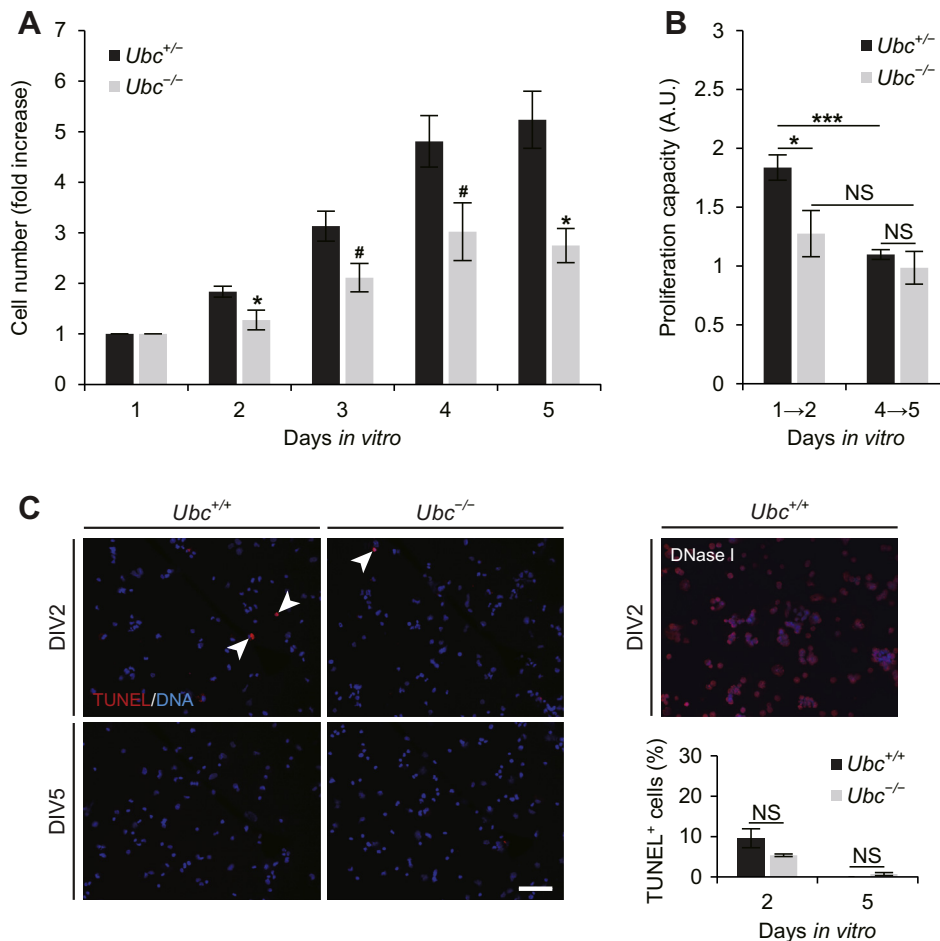 A
Cell number (fold increase)
7
6
5
4
3
2
1
0
Ubc+/−
Ubc−/−
*
#
#
*
1 2 3 4 5
Days in vitro
B
Proliferation capacity (A.U.)
3
2.5
2
1.5
1
0.5
0
Ubc+/−
Ubc−/−
***
*
NS
NS
1→2 4→5
Days in vitro
C
Ubc+/+ Ubc−/−
DIV2
TUNEL/DNA
DIV5
Ubc+/+
DIV2
DNase I
TUNEL+ cells (%)
30
20
10
0
Ubc+/+
Ubc−/−
NS
NS
2 5
Days in vitro